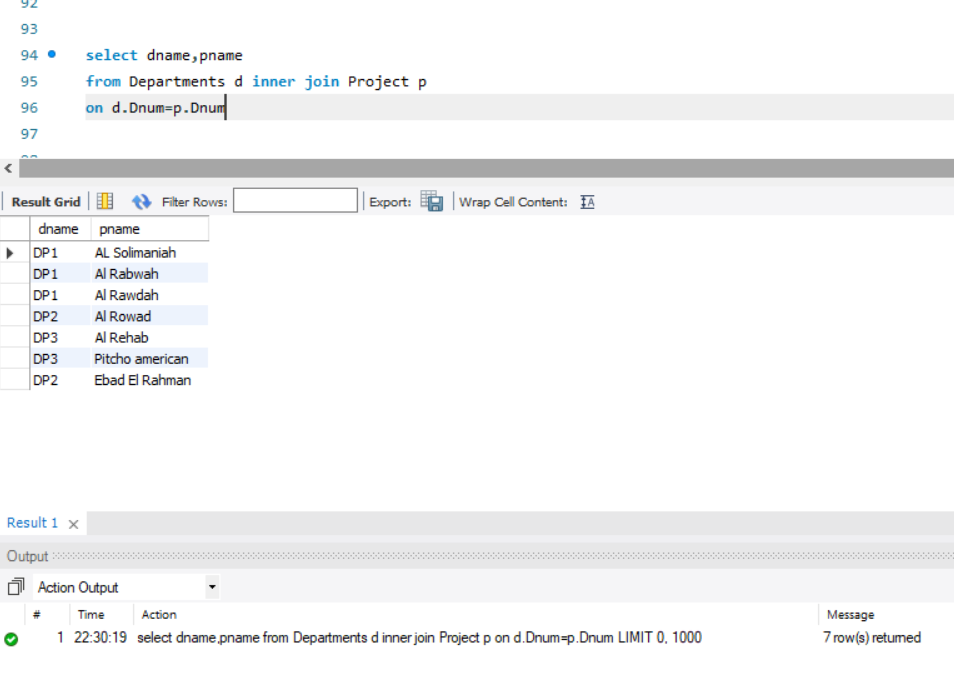 92
93
94 select dname,pname
95 from Departments d inner join Project p
96 on d.Dnum=p.Dnum
97
Result Grid Filter Rows: Export: Wrap Cell Content: IA
dname pname
DP1 AL Solimaniah
DP1 Al Rabwah
DP1 Al Rawdah
DP2 Al Rowad
DP3 Al Rehab
DP3 Pitcho american
DP2 Ebad El Rahman
Result 1
Output
Action Output
# Time Action Message
1 22:30:19 select dname,pname from Departments d inner join Project p on d.Dnum=p.Dnum LIMIT 0, 1000 7 row(s) returned